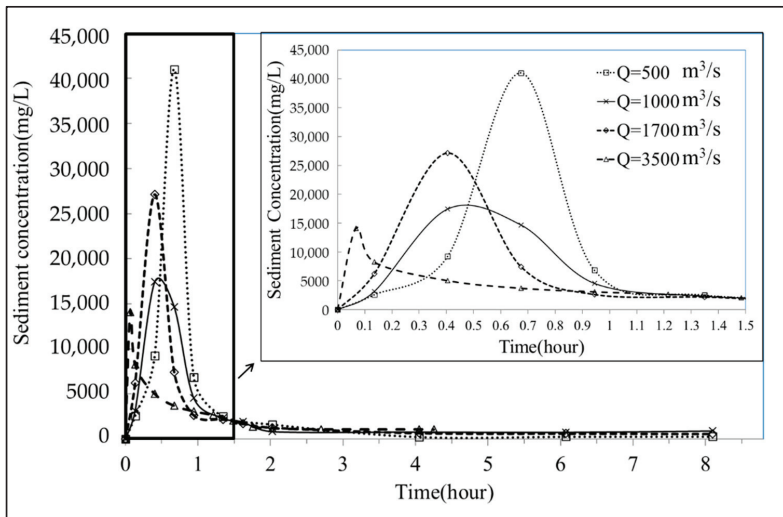 Sediment concentration(mg/L)
45,000
40,000
35,000
30,000
25,000
20,000
15,000
10,000
5000
0
0 1 2 3 4 5 6 7 8
Time(hour)
Sediment Concentration(mg/L)
45,000
40,000
35,000
30,000
25,000
20,000
15,000
10,000
5000
0
0 0.1 0.2 0.3 0.4 0.5 0.6 0.7 0.8 0.9 1 1.1 1.2 1.3 1.4 1.5
Time(hour)
Q=500 m³/s
Q=1000 m³/s
Q=1700 m³/s
Q=3500 m³/s